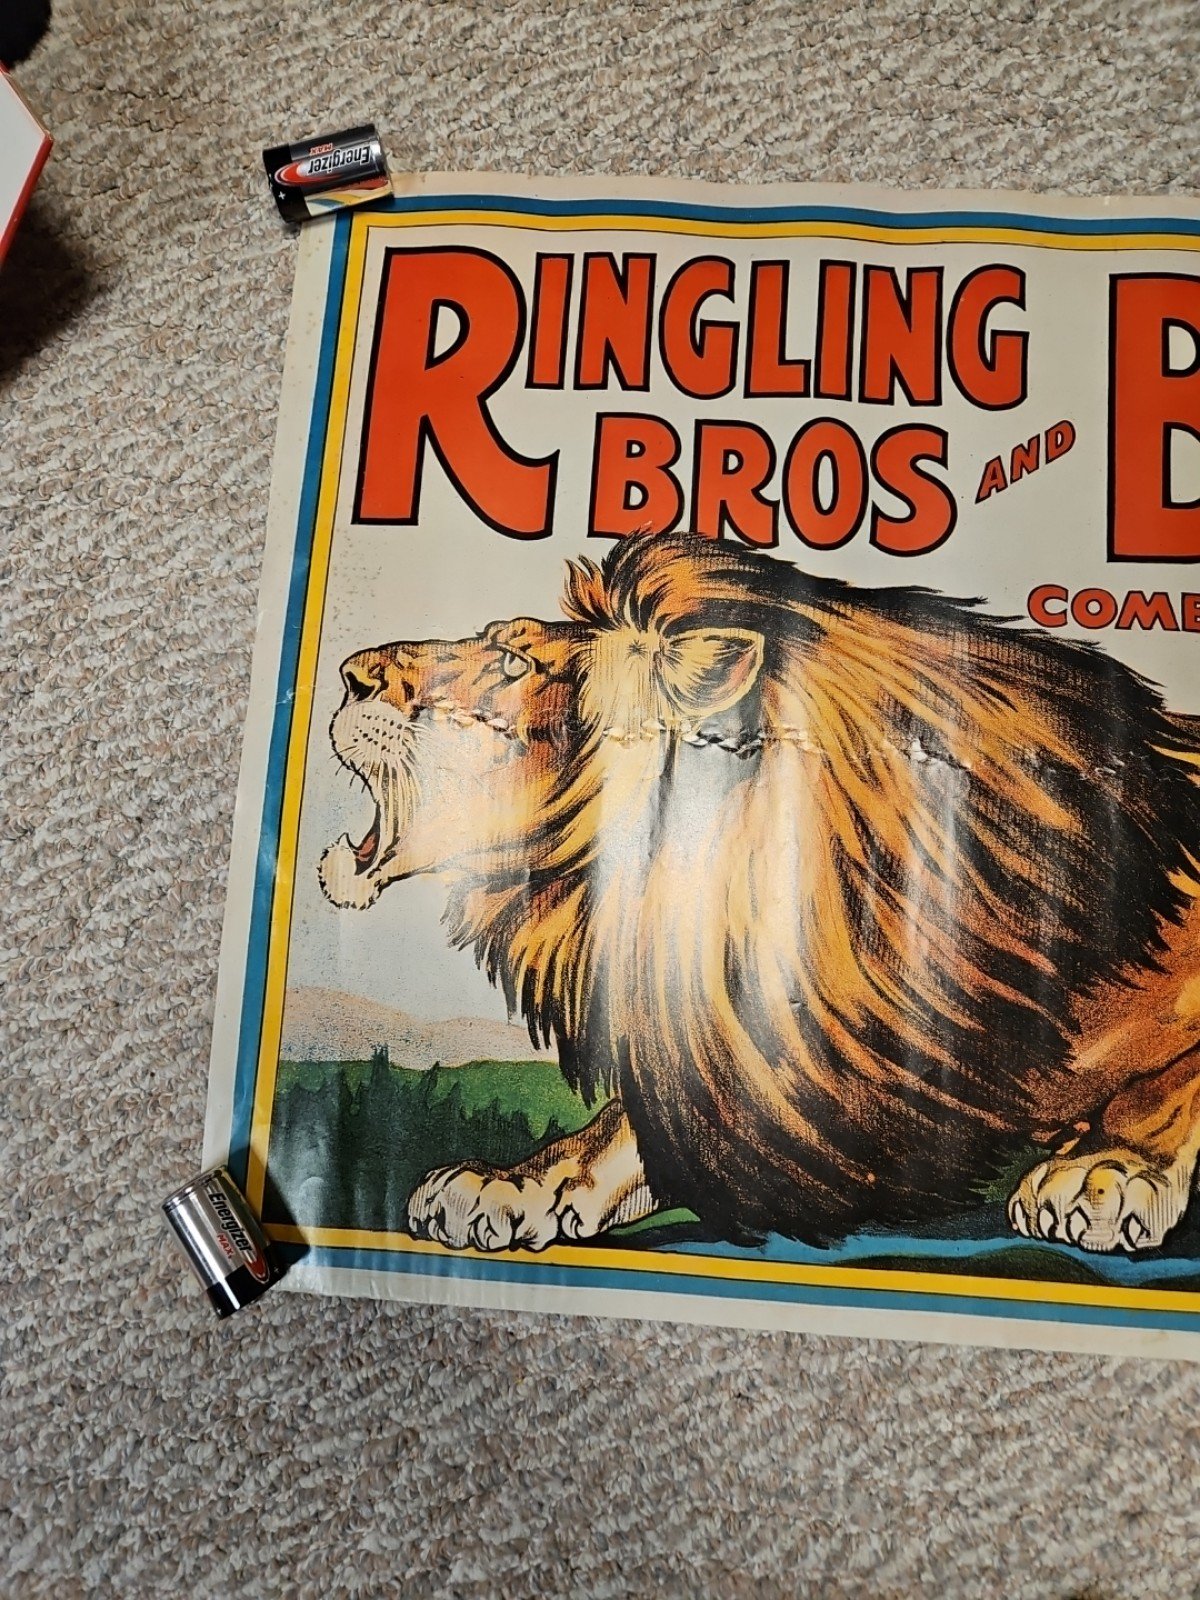 Energizer
MAX
RINGLING B
BROS AND
COMB
Energizer
MAX